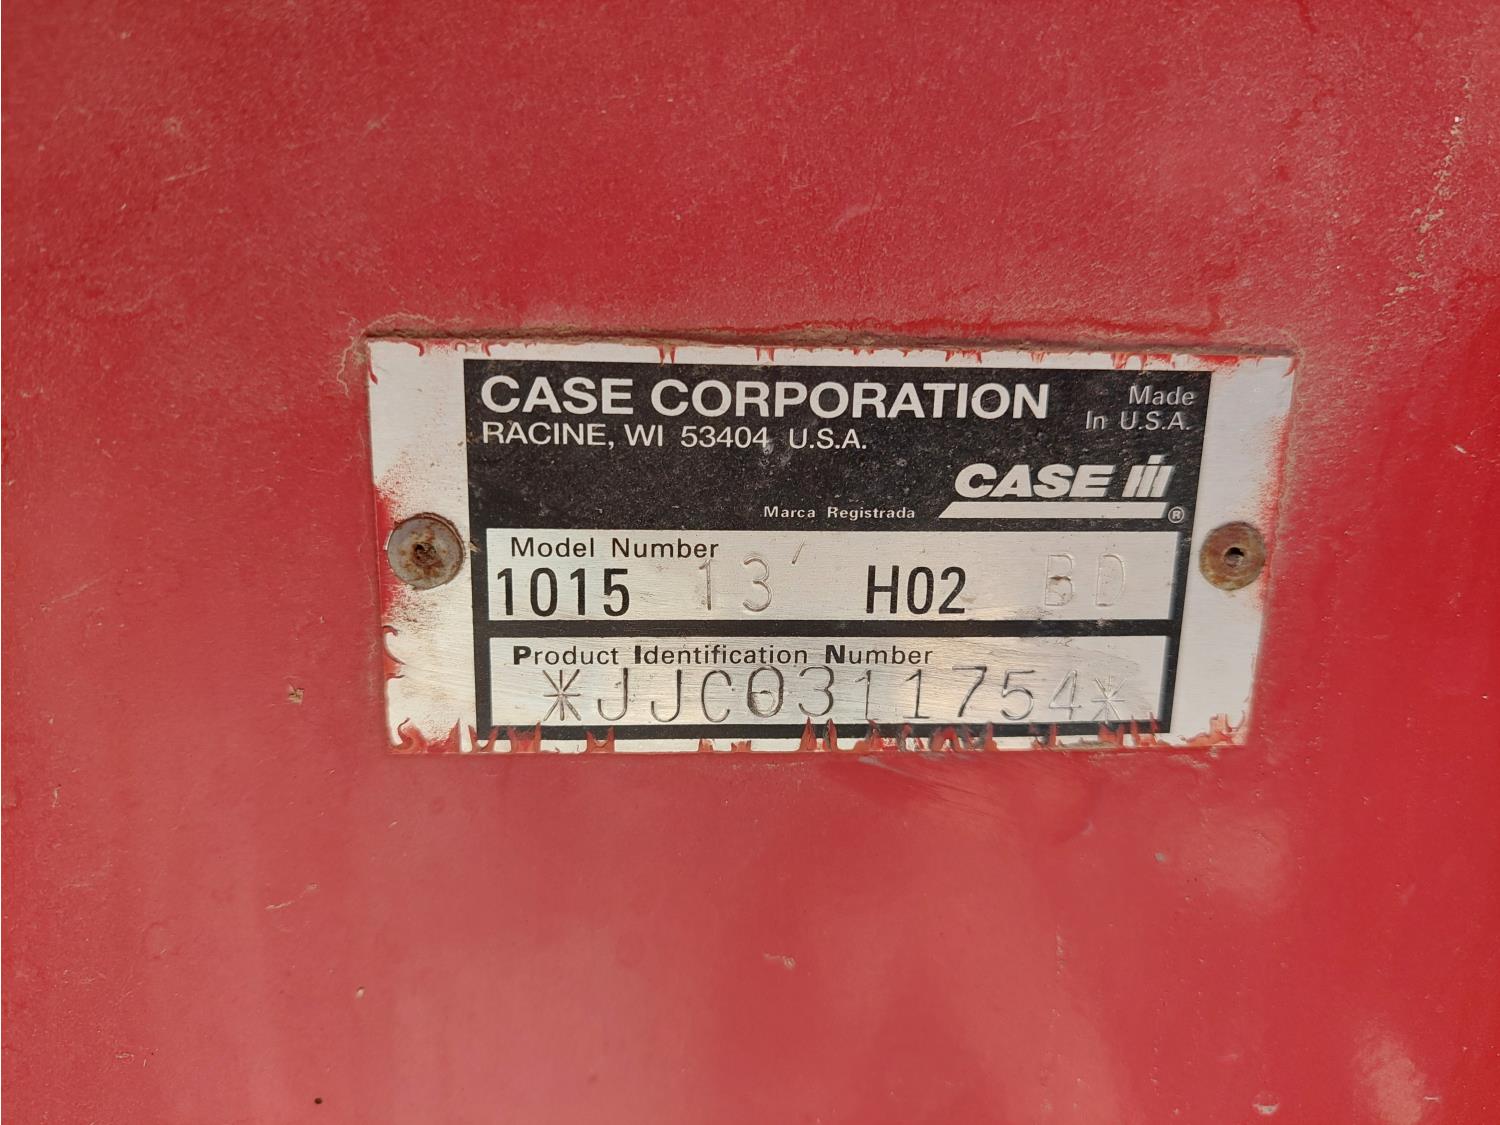 CASE CORPORATION
Made
In U.S.A.
RACINE, WI 53404 U.S.A.
CASE IH
Marca Registrada ®
Model Number
1015 13' H02 BD
Product Identification Number
*JJC0311754*